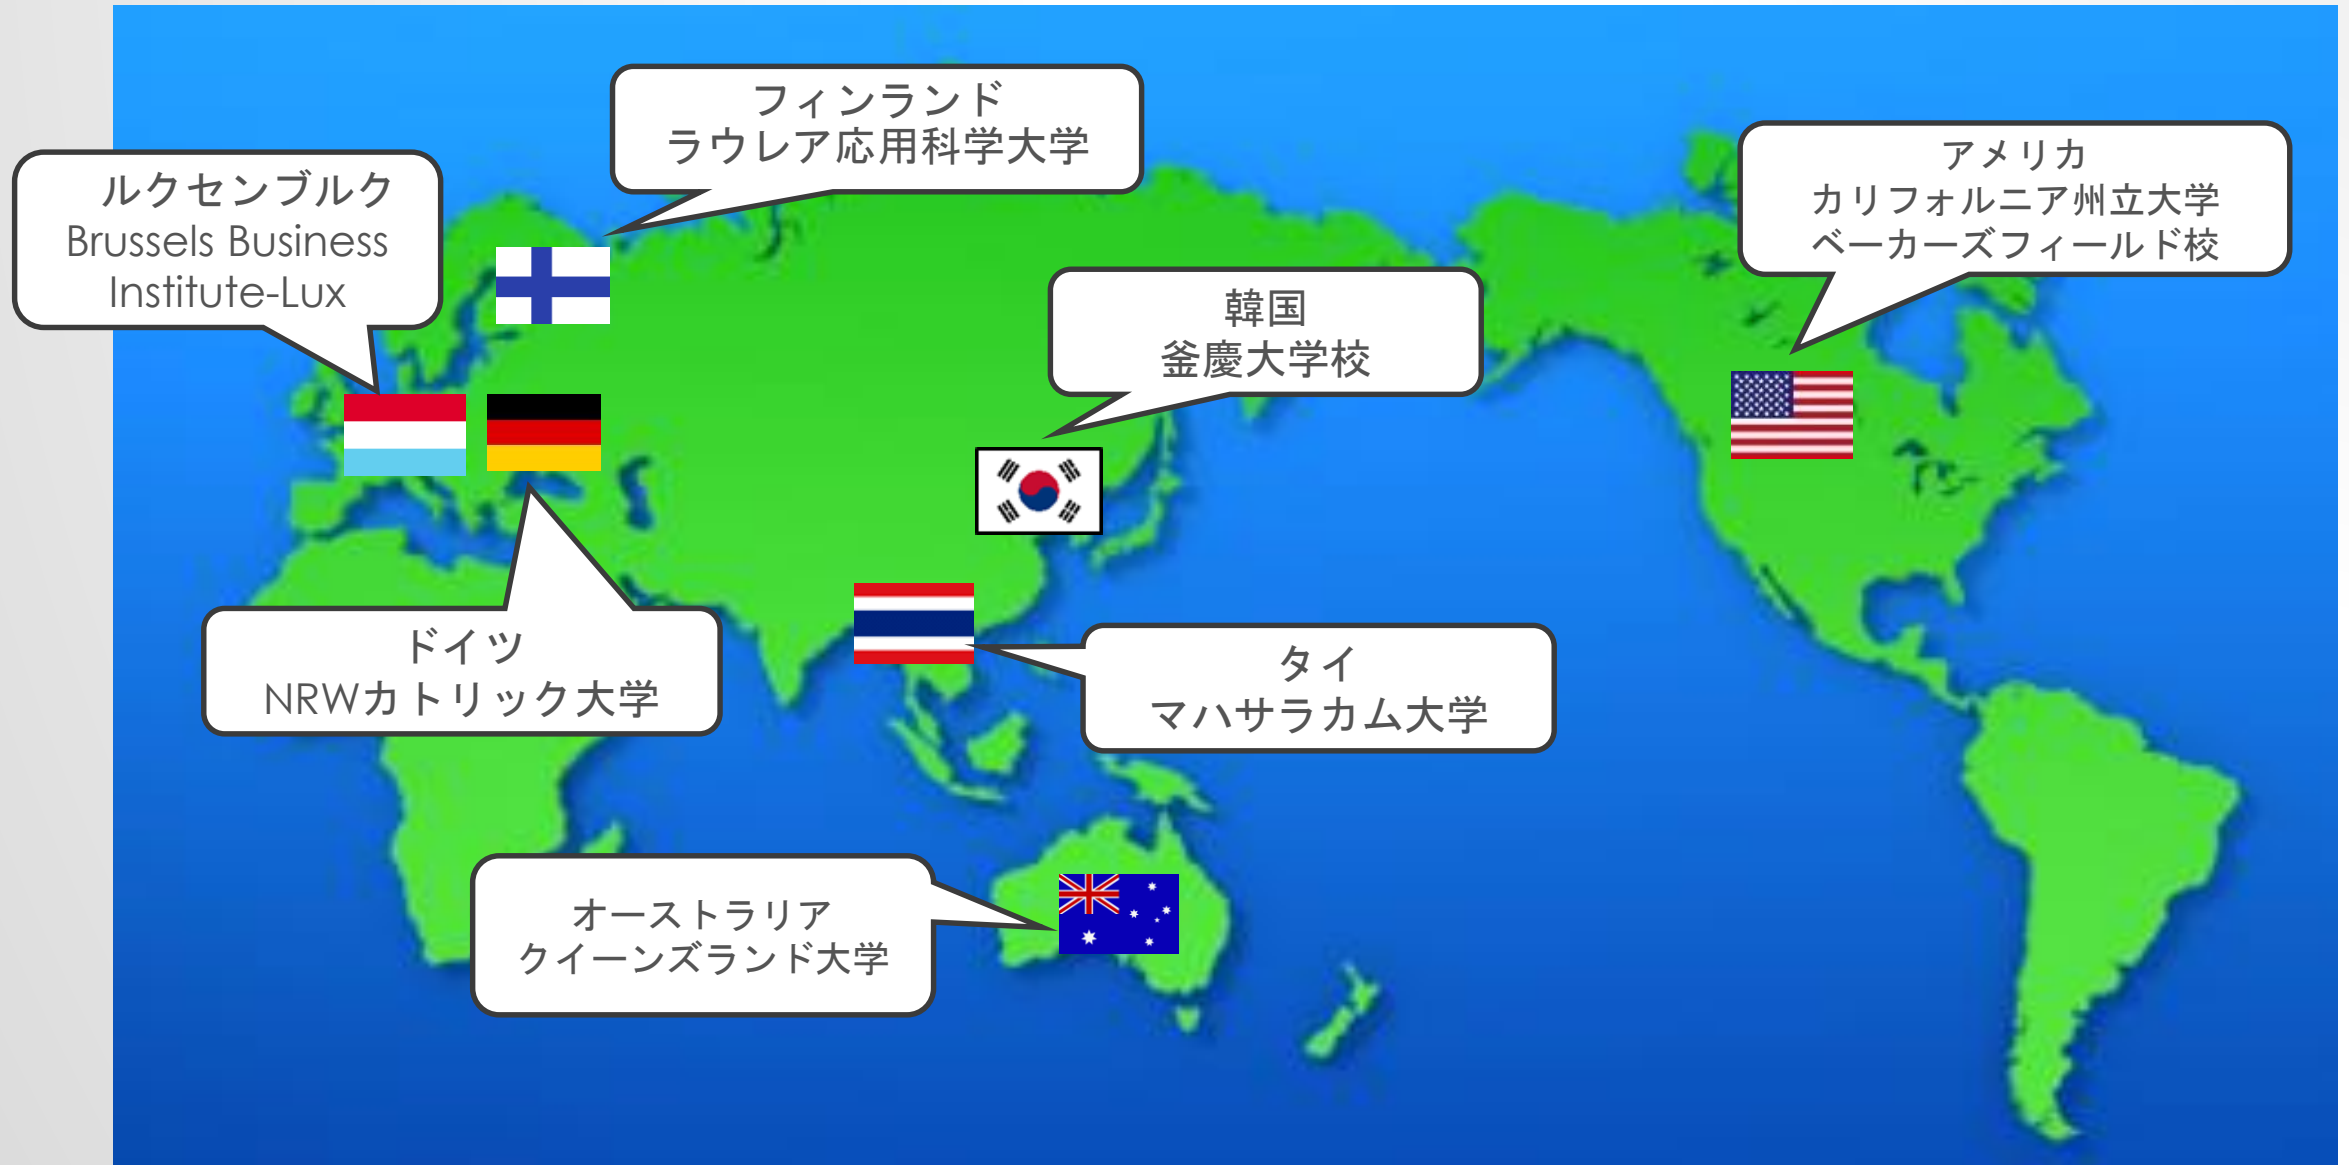 フィンランド
ラウレア応用科学大学
アメリカ
カリフォルニア州立大学
ベーカーズフィールド校
ルクセンブルク
Brussels Business
Institute-Lux
韓国
釜慶大学校
ドイツ
NRWカトリック大学
タイ
マハサラカム大学
オーストラリア
クイーンズランド大学